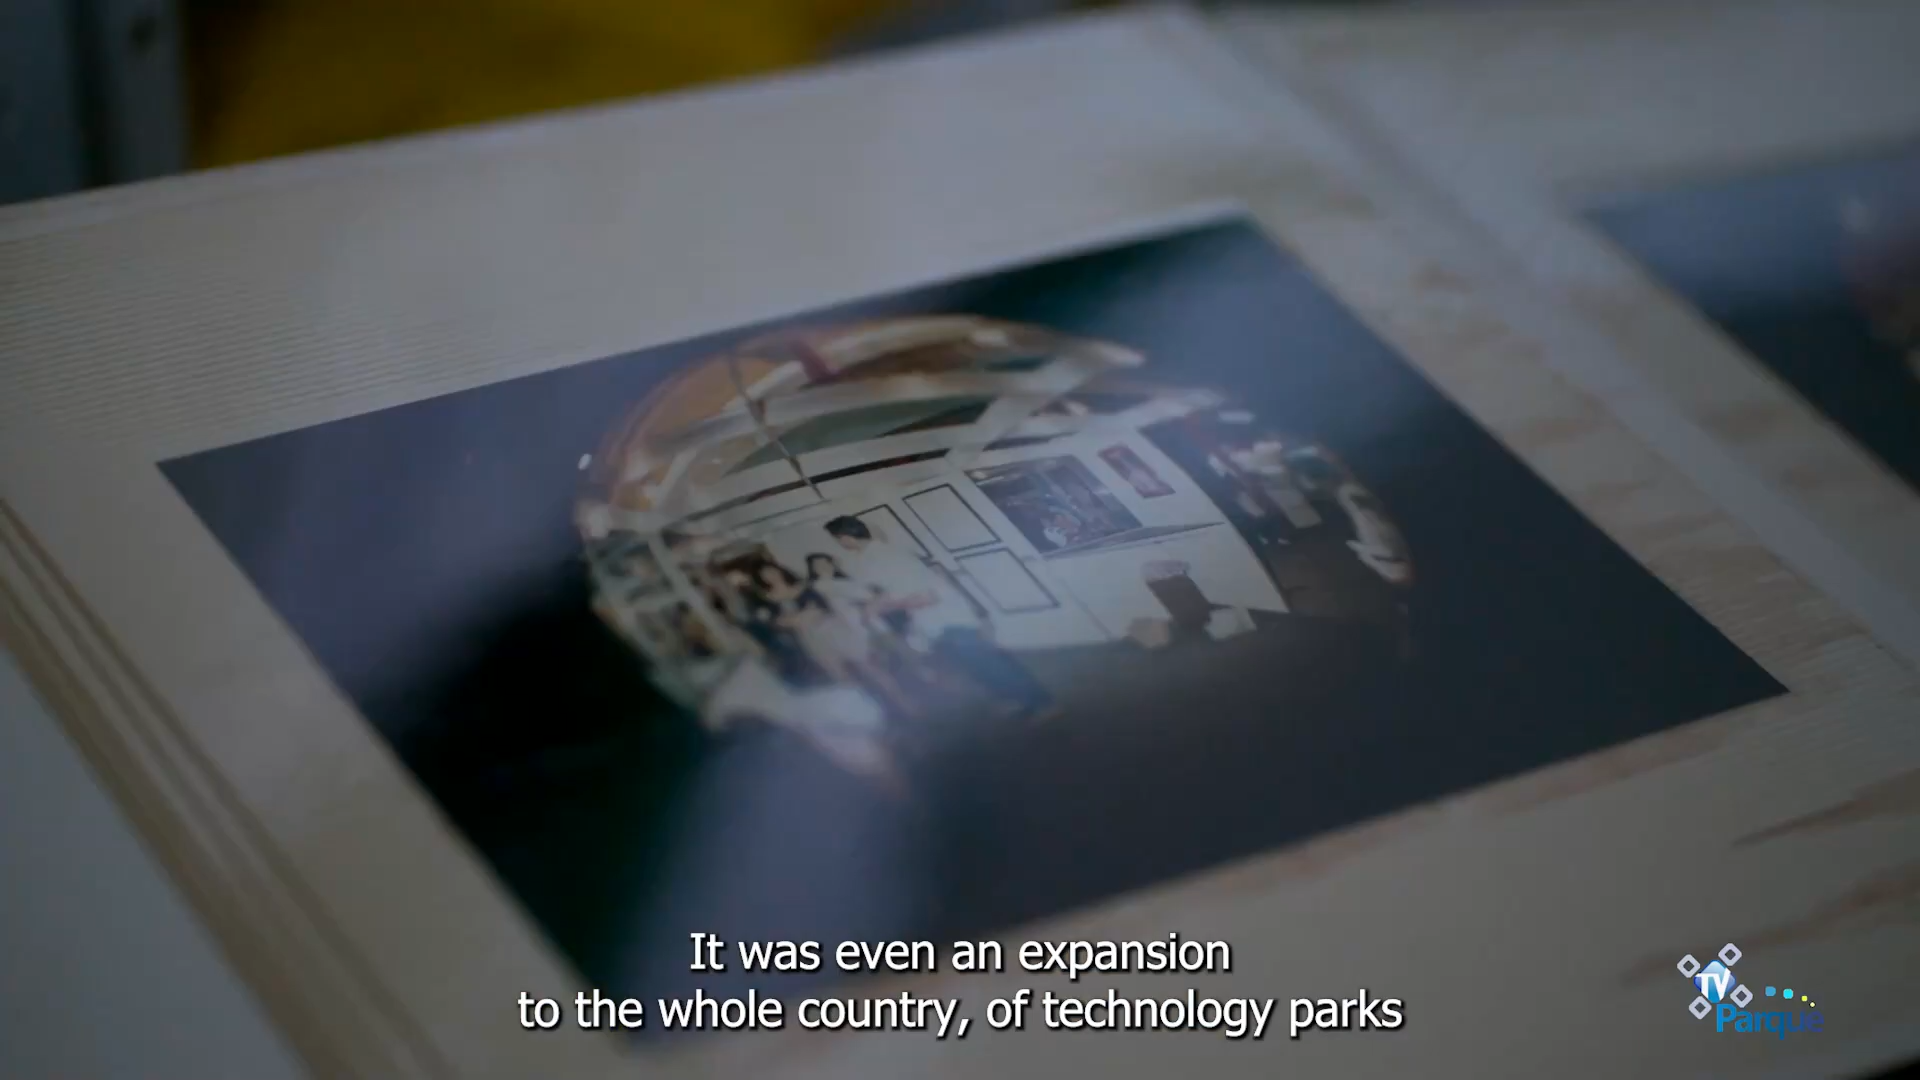 It was even an expansion
to the whole country, of technology parks
TV
Parque